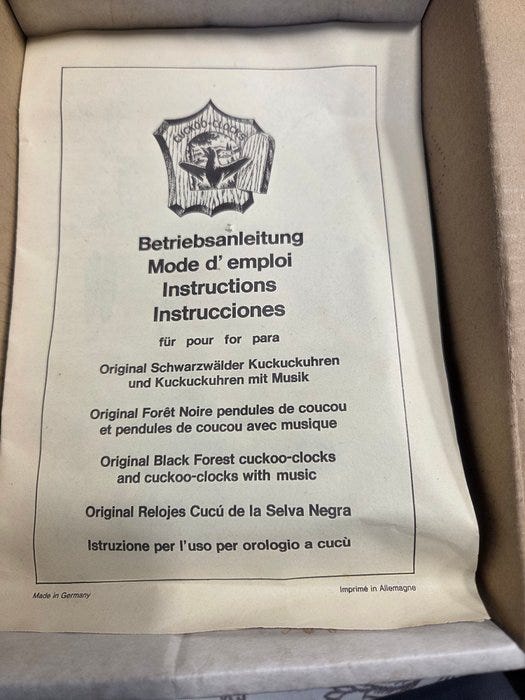 CUCKOO-CLOCKS
Betriebsanleitung
Mode d' emploi
Instructions
Instrucciones
für pour for para
Original Schwarzwälder Kuckuckuhren
und Kuckuckuhren mit Musik
Original Forêt Noire pendules de coucou
et pendules de coucou avec musique
Original Black Forest cuckoo-clocks
and cuckoo-clocks with music
Original Relojes Cucú de la Selva Negra
Istruzione per l'uso per orologio a cucù
Made in Germany
Imprimé in Allemagne